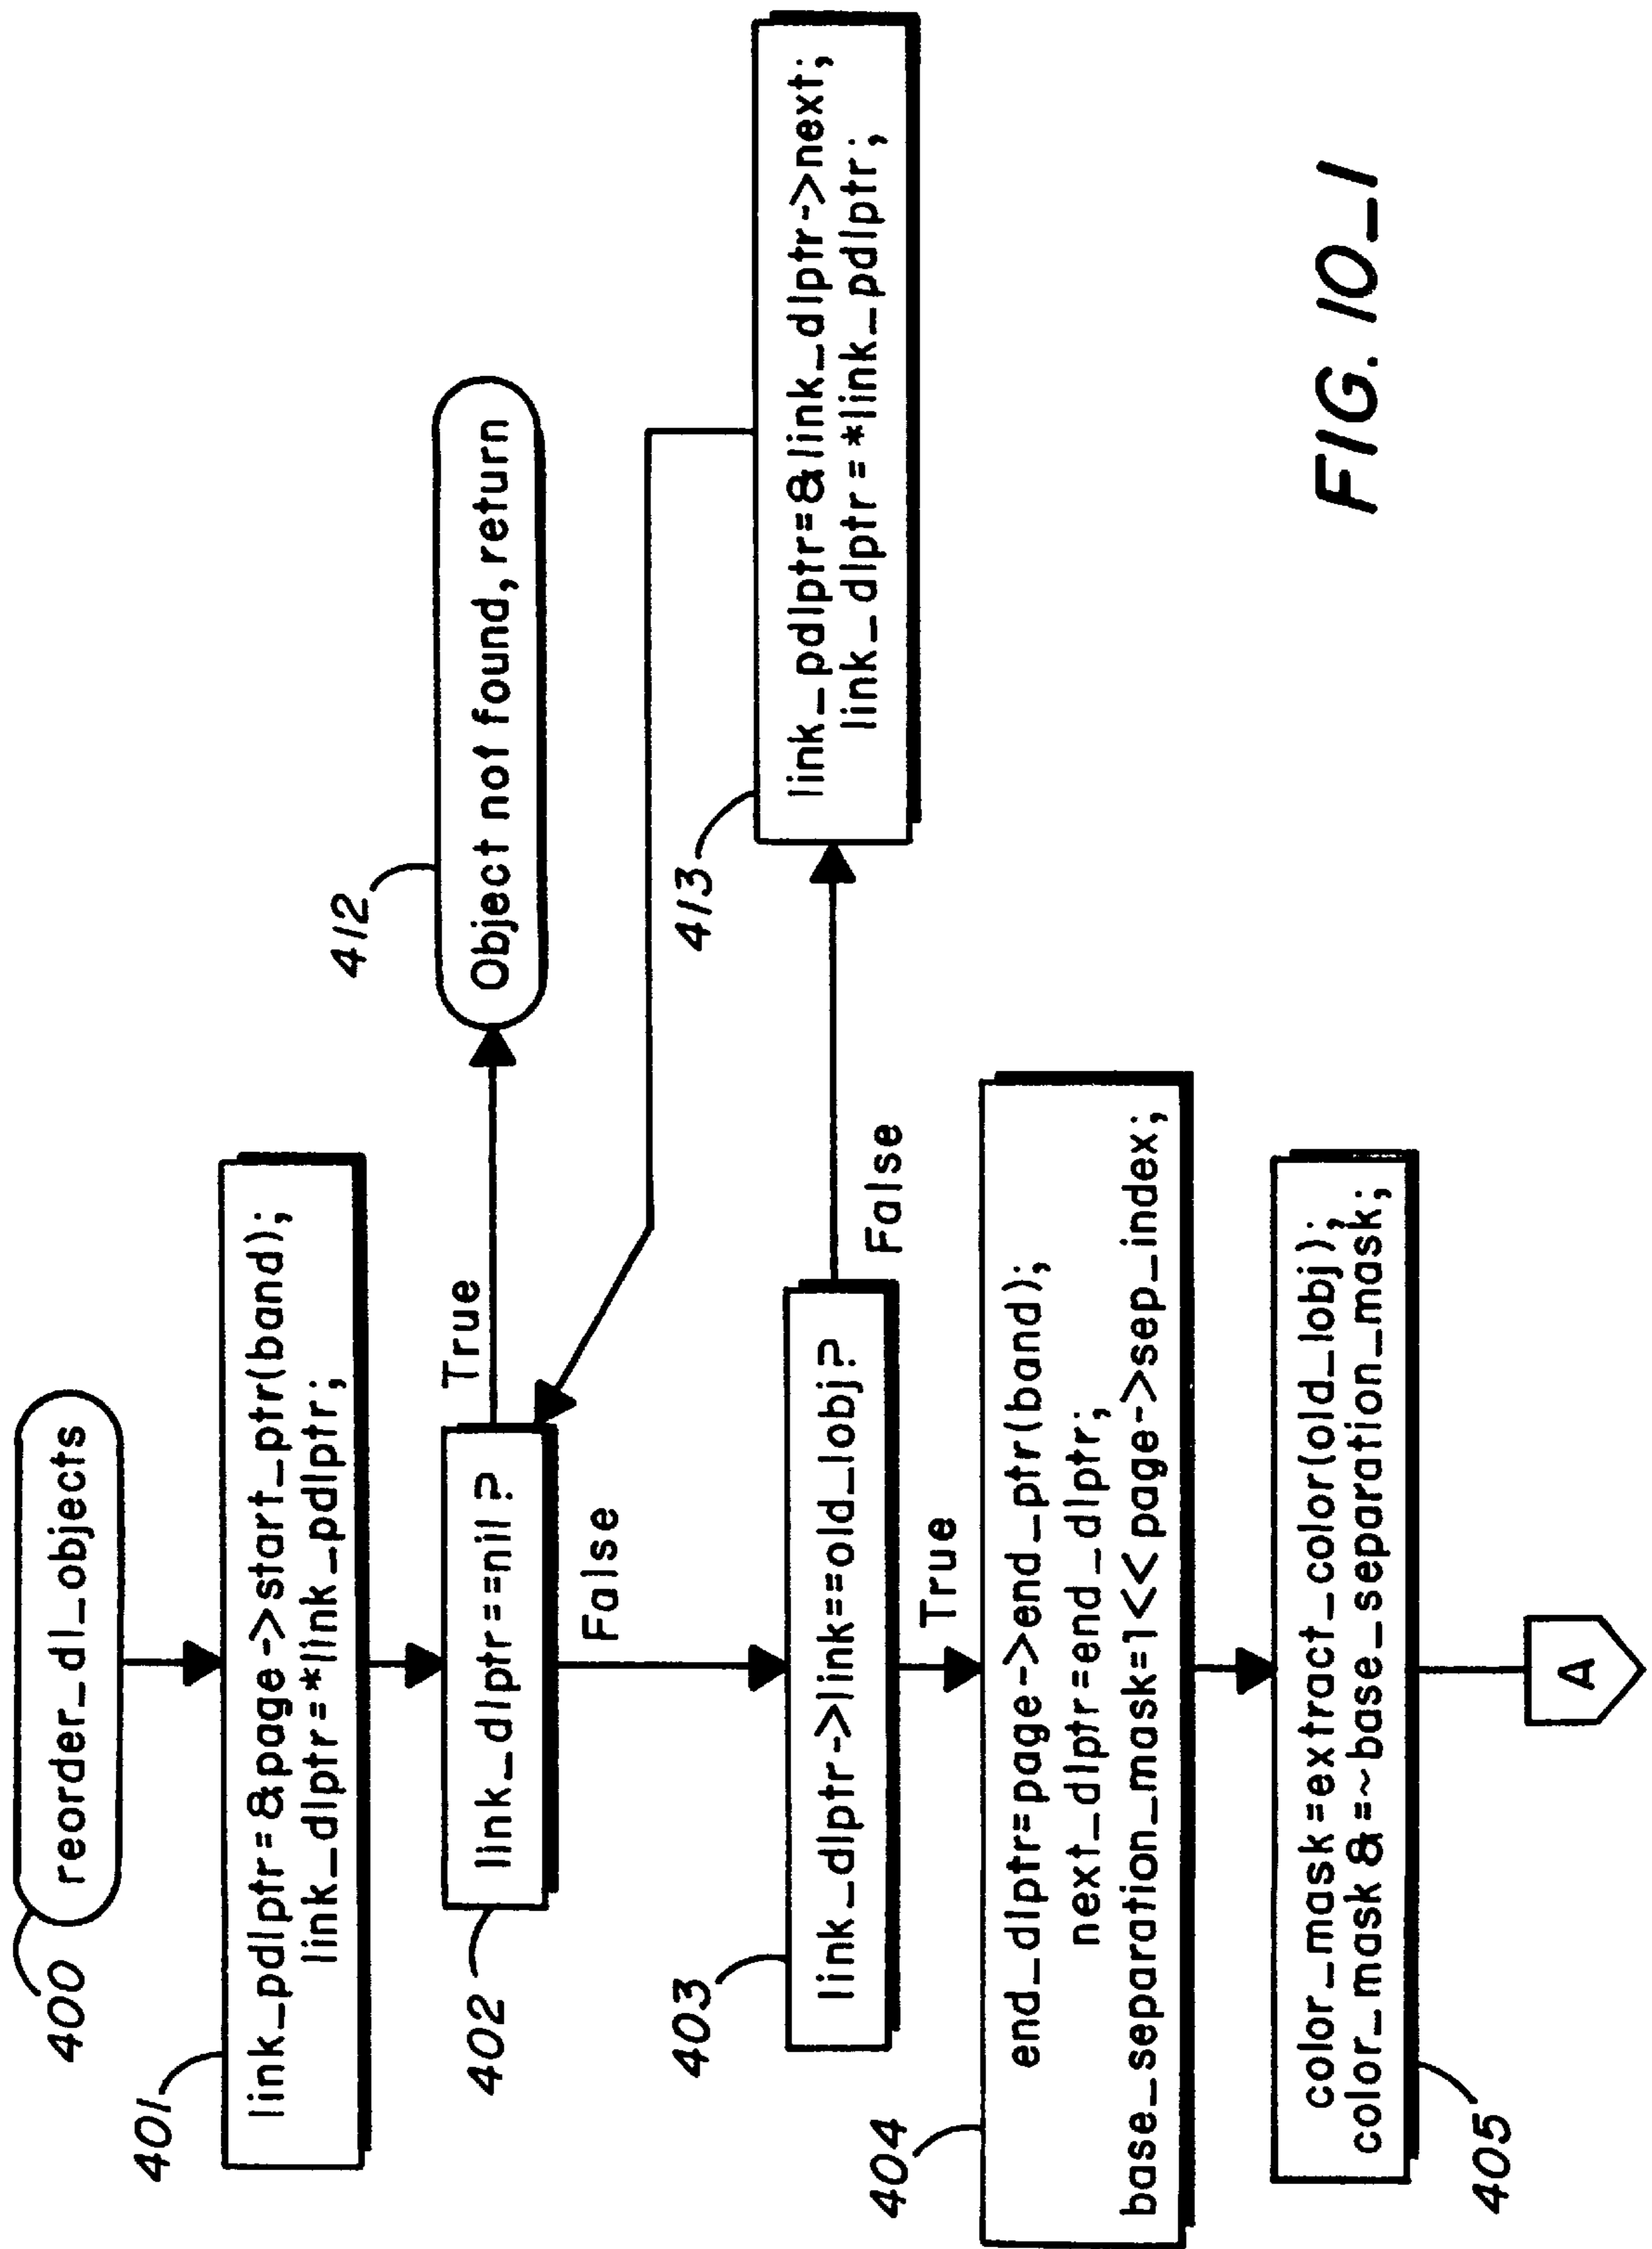 400
reorder_dl_objects
401
link_pdlptr=&page->start_ptr(band);
link_dlptr=*link_pdlptr;
402
link_dlptr==nil?
True
412
Object not found, return
False
403
link_dlptr->link==old_lobj?
False
413
link_pdlptr=&link_dlptr->next;
link_dlptr=*link_pdlptr;
True
404
end_dlptr=page->end_ptr(band);
next_dlptr=end_dlptr;
base_separation_mask=1<<page->sep_index;
405
color_mask=extract_color(old_lobj);
color_mask&=~base_separation_mask;
A
FIG. 10_1